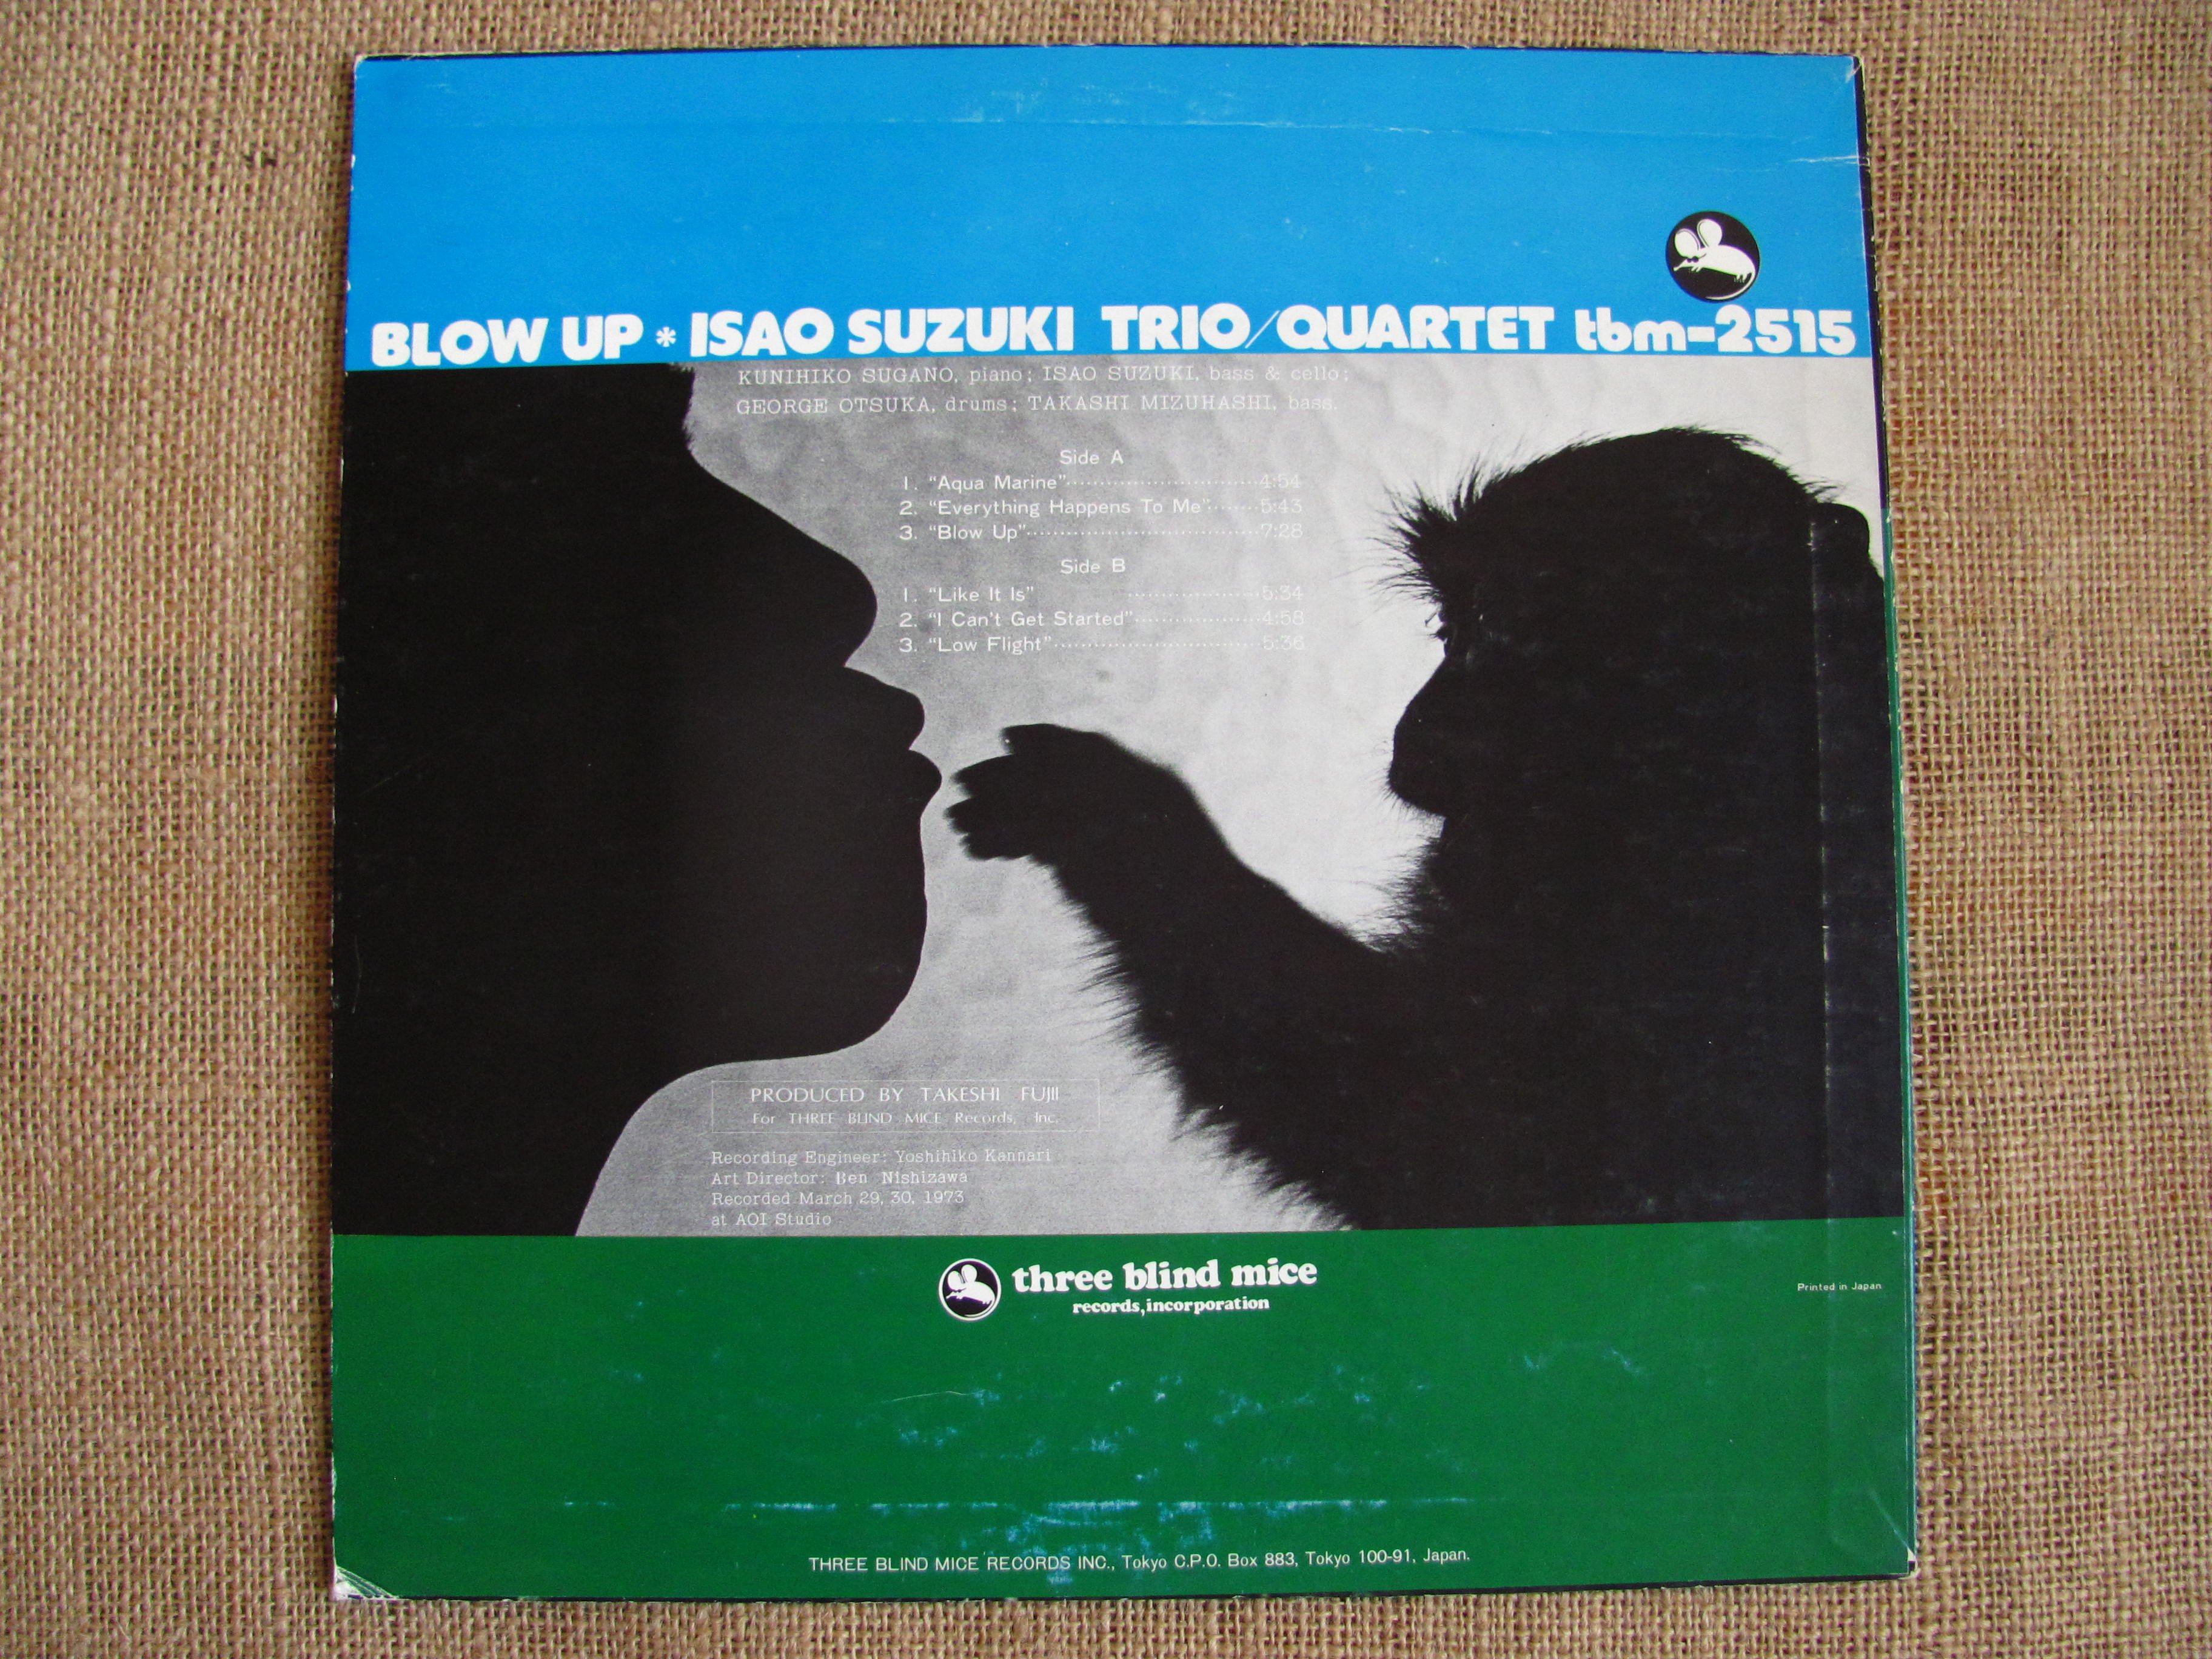 BLOW UP * ISAO SUZUKI TRIO/QUARTET tbm-2515
KUNIHIKO SUGANO, piano; ISAO SUZUKI, bass & cello;
GEORGE OTSUKA, drums; TAKASHI MIZUHASHI, bass.
Side A
1. “Aqua Marine”································4:54
2. “Everything Happens To Me”········5:43
3. “Blow Up”······································7:28
Side B
1. “Like It Is” ······················5:34
2. “I Can't Get Started”·····················4:58
3. “Low Flight”···································5:36
PRODUCED BY TAKESHI FUJII
For THREE BLIND MICE Records, Inc.
Recording Engineer: Yoshihiko Kannari
Art Director: Ben Nishizawa
Recorded March 29, 30, 1973
at AOI Studio
three blind mice
records,incorporation
Printed in Japan
THREE BLIND MICE RECORDS INC., Tokyo C.P.O. Box 883, Tokyo 100-91, Japan.